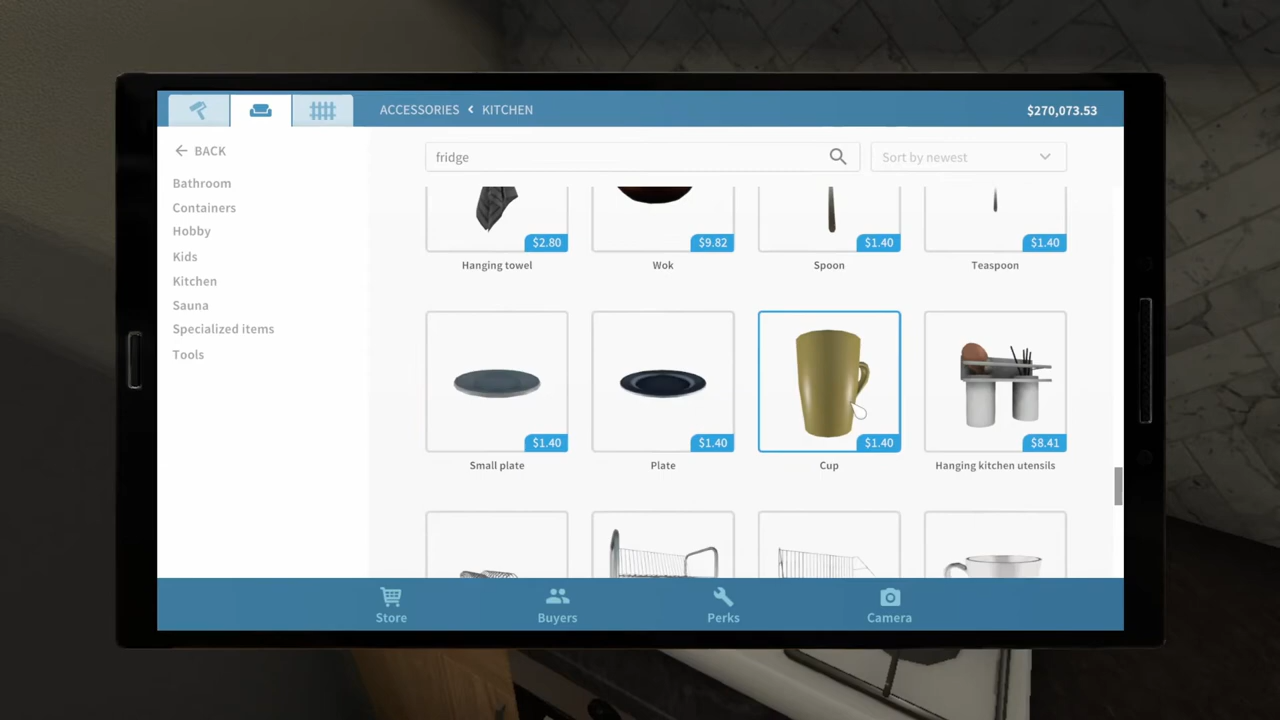 ACCESSORIES < KITCHEN
$270,073.53
BACK
fridge
Sort by newest
Bathroom
Containers
Hobby
Kids
Kitchen
Sauna
Specialized items
Tools
$2.80
$9.82
$1.40
$1.40
Hanging towel
Wok
Spoon
Teaspoon
$1.40
$1.40
$1.40
$8.41
Small plate
Plate
Cup
Hanging kitchen utensils
Store
Buyers
Perks
Camera